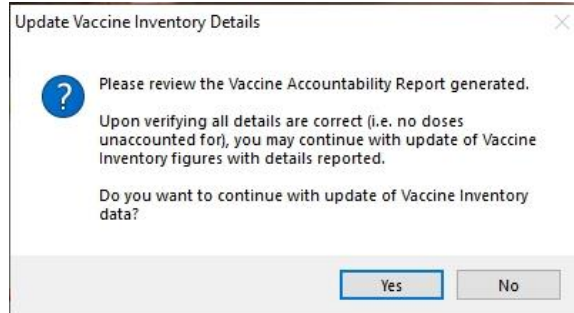 Update Vaccine Inventory Details
?
Please review the Vaccine Accountability Report generated.
Upon verifying all details are correct (i.e. no doses
unaccounted for), you may continue with update of Vaccine
Inventory figures with details reported.
Do you want to continue with update of Vaccine Inventory
data?
Yes
No